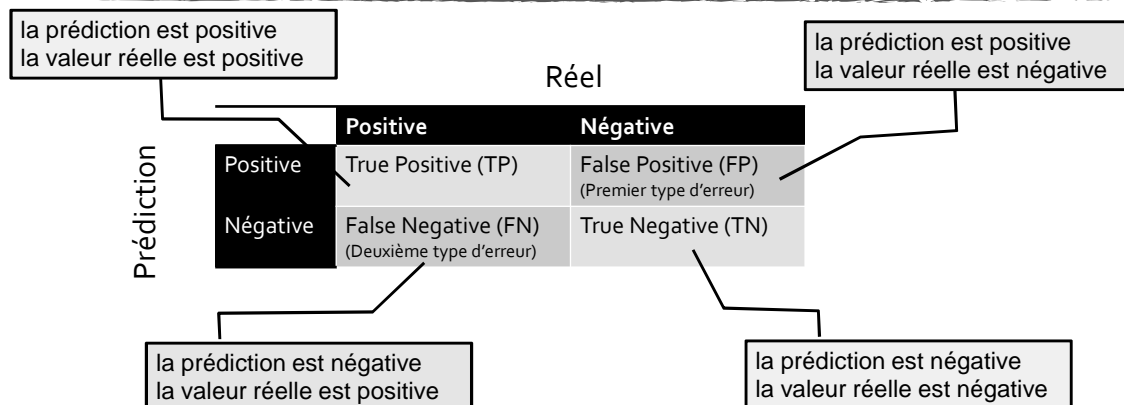 la prédiction est positive
la valeur réelle est positive
la prédiction est positive
la valeur réelle est négative
Réel
Prédiction
Positive
Négative
Positive
True Positive (TP)
False Positive (FP)
(Premier type d'erreur)
Négative
False Negative (FN)
(Deuxième type d'erreur)
True Negative (TN)
la prédiction est négative
la valeur réelle est positive
la prédiction est négative
la valeur réelle est négative